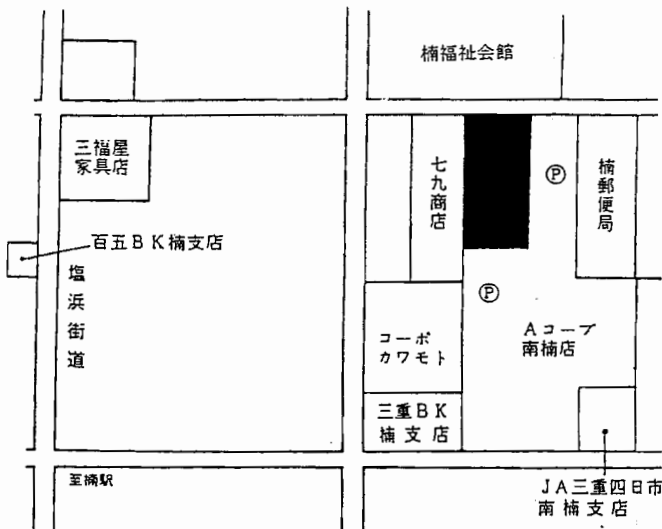 楠福祉会館
三福屋
家具店
七九商店
Ⓟ
楠郵便局
百五BK楠支店
塩浜街道
Ⓟ
コーポ
カワモト
Aコープ
南楠店
三重BK
楠支店
至楠駅
JA三重四日市
南楠支店